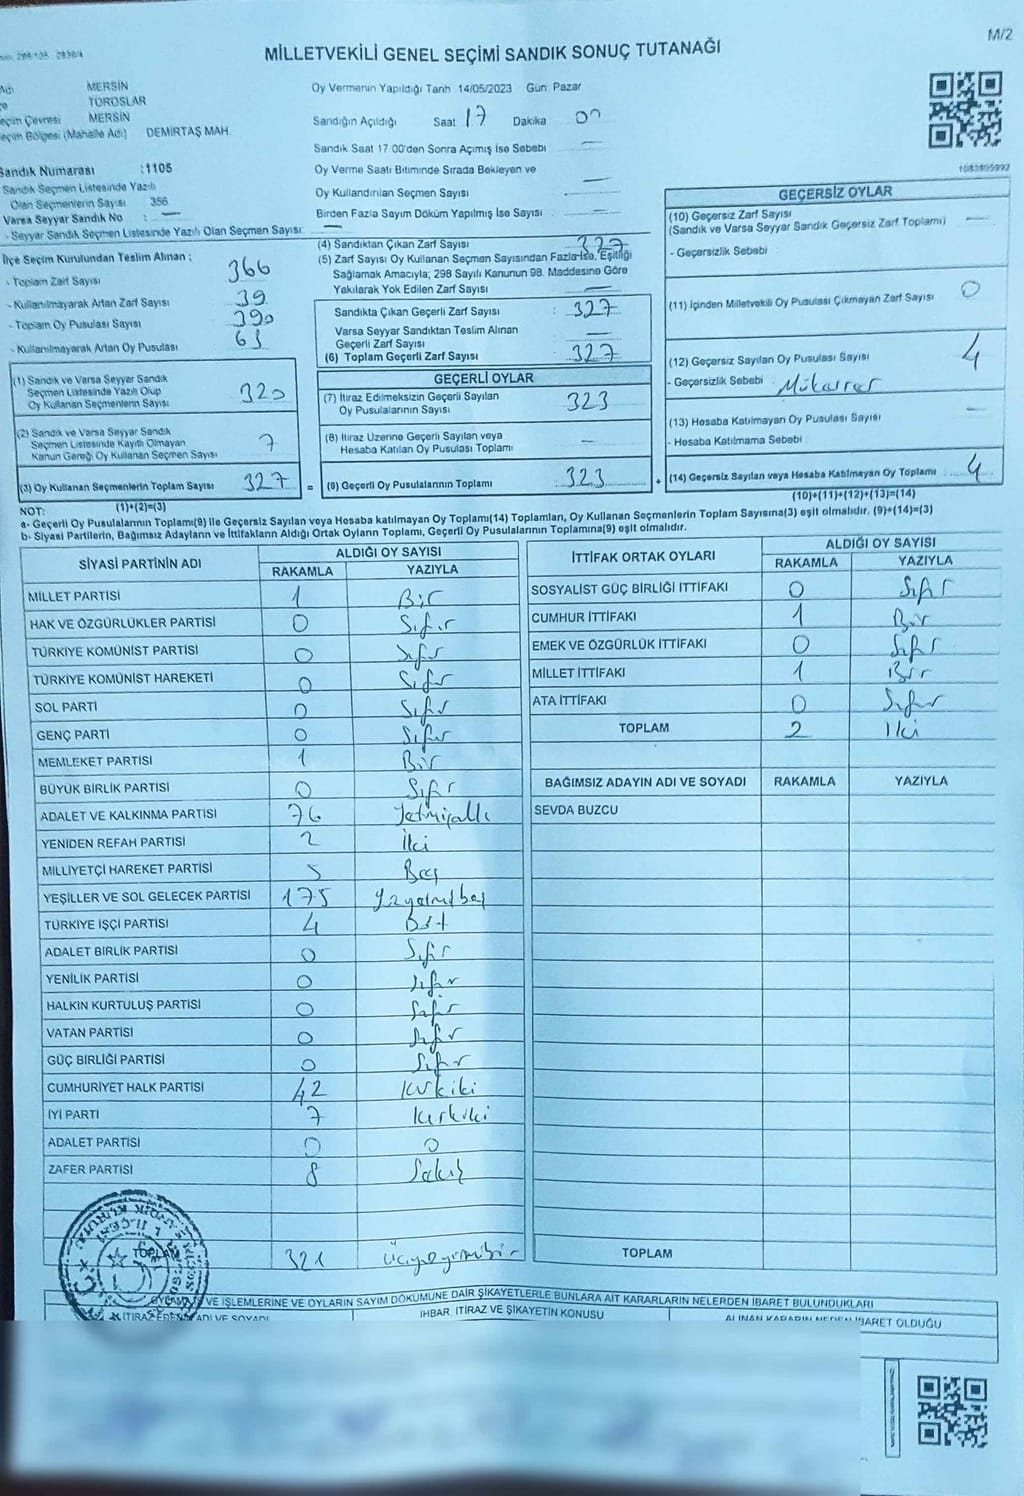 M/2
MİLLETVEKİLİ GENEL SEÇİMİ SANDIK SONUÇ TUTANAĞI
Adı MERSİN
TOROSLAR
eçim Çevresi MERSİN
eçim Bölgesi (Mahalle Adı) DEMİRTAŞ MAH.
Sandık Numarası :1105
Sandık Seçmen Listesinde Yazılı
Olan Seçmenlerin Sayısı 356
Varsa Seyyar Sandık No : —
- Seyyar Sandık Seçmen Listesinde Yazılı Olan Seçmen Sayısı: —
Oy Vermenin Yapıldığı Tarih 14/05/2023 Gün Pazar
Sandığın Açıldığı Saat 17 Dakika 00
Sandık Saat 17 00'den Sonra Açımış İse Sebebi —
Oy Verme Saati Bitiminde Sırada Bekleyen ve
Oy Kullandırılan Seçmen Sayısı —
Birden Fazla Sayım Döküm Yapılmış İse Sayısı —
1683895992
İlçe Seçim Kurulundan Teslim Alınan ;
- Toplam Zarf Sayısı 366
- Kullanılmayarak Artan Zarf Sayısı 39
- Toplam Oy Pusulası Sayısı 390
- Kullanılmayarak Artan Oy Pusulası 63
(1) Sandık ve Varsa Seyyar Sandık
Seçmen Listesinde Yazılı Olup
Oy Kullanan Seçmenlerin Sayısı 320
(2) Sandık ve Varsa Seyyar Sandık
Seçmen Listesinde Kayıtlı Olmayan
Kanun Gereği Oy Kullanan Seçmen Sayısı 7
(3) Oy Kullanan Seçmenlerin Toplam Sayısı 327 =
(1)+(2)=(3)
(4) Sandıktan Çıkan Zarf Sayısı 327
(5) Zarf Sayısı Oy Kullanan Seçmen Sayısından Fazla İse, Eşitliği
Sağlamak Amacıyla; 298 Sayılı Kanunun 98. Maddesine Göre
Yakılarak Yok Edilen Zarf Sayısı —
Sandıkta Çıkan Geçerli Zarf Sayısı : 327
Varsa Seyyar Sandıktan Teslim Alınan
Geçerli Zarf Sayısı —
(6) Toplam Geçerli Zarf Sayısı : 327
GEÇERLİ OYLAR
(7) İtiraz Edilmeksizin Geçerli Sayılan
Oy Pusulalarının Sayısı 323
(8) İtiraz Üzerine Geçerli Sayılan veya
Hesaba Katılan Oy Pusulası Toplamı —
(9) Geçerli Oy Pusulalarının Toplamı : 323 +
GEÇERSİZ OYLAR
(10) Geçersiz Zarf Sayısı
(Sandık ve Varsa Seyyar Sandık Geçersiz Zarf Toplamı) —
- Geçersizlik Sebebi
(11) İçinden Milletvekili Oy Pusulası Çıkmayan Zarf Sayısı 0
(12) Geçersiz Sayılan Oy Pusulası Sayısı 4
- Geçersizlik Sebebi : Mükarrer
(13) Hesaba Katılmayan Oy Pusulası Sayısı —
- Hesaba Katılmama Sebebi
(14) Geçersiz Sayılan veya Hesaba Katılmayan Oy Toplamı : 4
(10)+(11)+(12)+(13)=(14)
NOT:
a- Geçerli Oy Pusulalarının Toplamı(9) ile Geçersiz Sayılan veya Hesaba katılmayan Oy Toplamı(14) Toplamları, Oy Kullanan Seçmenlerin Toplam Sayısına(3) eşit olmalıdır. (9)+(14)=(3)
b- Siyasi Partilerin, Bağımsız Adayların ve İttifakların Aldığı Ortak Oyların Toplamı, Geçerli Oy Pusulalarının Toplamına(9) eşit olmalıdır.
SİYASİ PARTİNİN ADI ALDIĞI OY SAYISI
RAKAMLA YAZIYLA
MİLLET PARTİSİ 1 Bir
HAK VE ÖZGÜRLÜKLER PARTİSİ 0 Sıfır
TÜRKİYE KOMÜNİST PARTİSİ 0 Sıfır
TÜRKİYE KOMÜNİST HAREKETİ 0 Sıfır
SOL PARTİ 0 Sıfır
GENÇ PARTİ 0 Sıfır
MEMLEKET PARTİSİ 1 Bir
BÜYÜK BİRLİK PARTİSİ 0 Sıfır
ADALET VE KALKINMA PARTİSİ 76 Yetmişaltı
YENİDEN REFAH PARTİSİ 2 İki
MİLLİYETÇİ HAREKET PARTİSİ 5 Beş
YEŞİLLER VE SOL GELECEK PARTİSİ 175
TÜRKİYE İŞÇİ PARTİSİ 4
ADALET BİRLİK PARTİSİ 0 Sıfır
YENİLİK PARTİSİ 0 Sıfır
HALKIN KURTULUŞ PARTİSİ 0 Sıfır
VATAN PARTİSİ 0 Sıfır
GÜÇ BİRLİĞİ PARTİSİ 0 Sıfır
CUMHURİYET HALK PARTİSİ 42 Kırkiki
İYİ PARTİ 7 Kırkiki
ADALET PARTİSİ 0 0
ZAFER PARTİSİ 8 Sekiz
TOPLAM 321 Üçyüzyirmibir
İTTİFAK ORTAK OYLARI ALDIĞI OY SAYISI
RAKAMLA YAZIYLA
SOSYALİST GÜÇ BİRLİĞİ İTTİFAKI 0 Sıfır
CUMHUR İTTİFAKI 1 Bir
EMEK VE ÖZGÜRLÜK İTTİFAKI 0 Sıfır
MİLLET İTTİFAKI 1 Bir
ATA İTTİFAKI 0 Sıfır
TOPLAM 2 İki
BAĞIMSIZ ADAYIN ADI VE SOYADI RAKAMLA YAZIYLA
SEVDA BUZCU
TOPLAM
VE İŞLEMLERİNE VE OYLARIN SAYIM DÖKÜMÜNE DAİR ŞİKAYETLERLE BUNLARA AİT KARARLARIN NELERDEN İBARET BULUNDUKLARI
İTİRAZ EDENİN ADI VE SOYADI İHBAR, İTİRAZ VE ŞİKAYETİN KONUSU ALINAN KARARIN NEDEN İBARET OLDUĞU